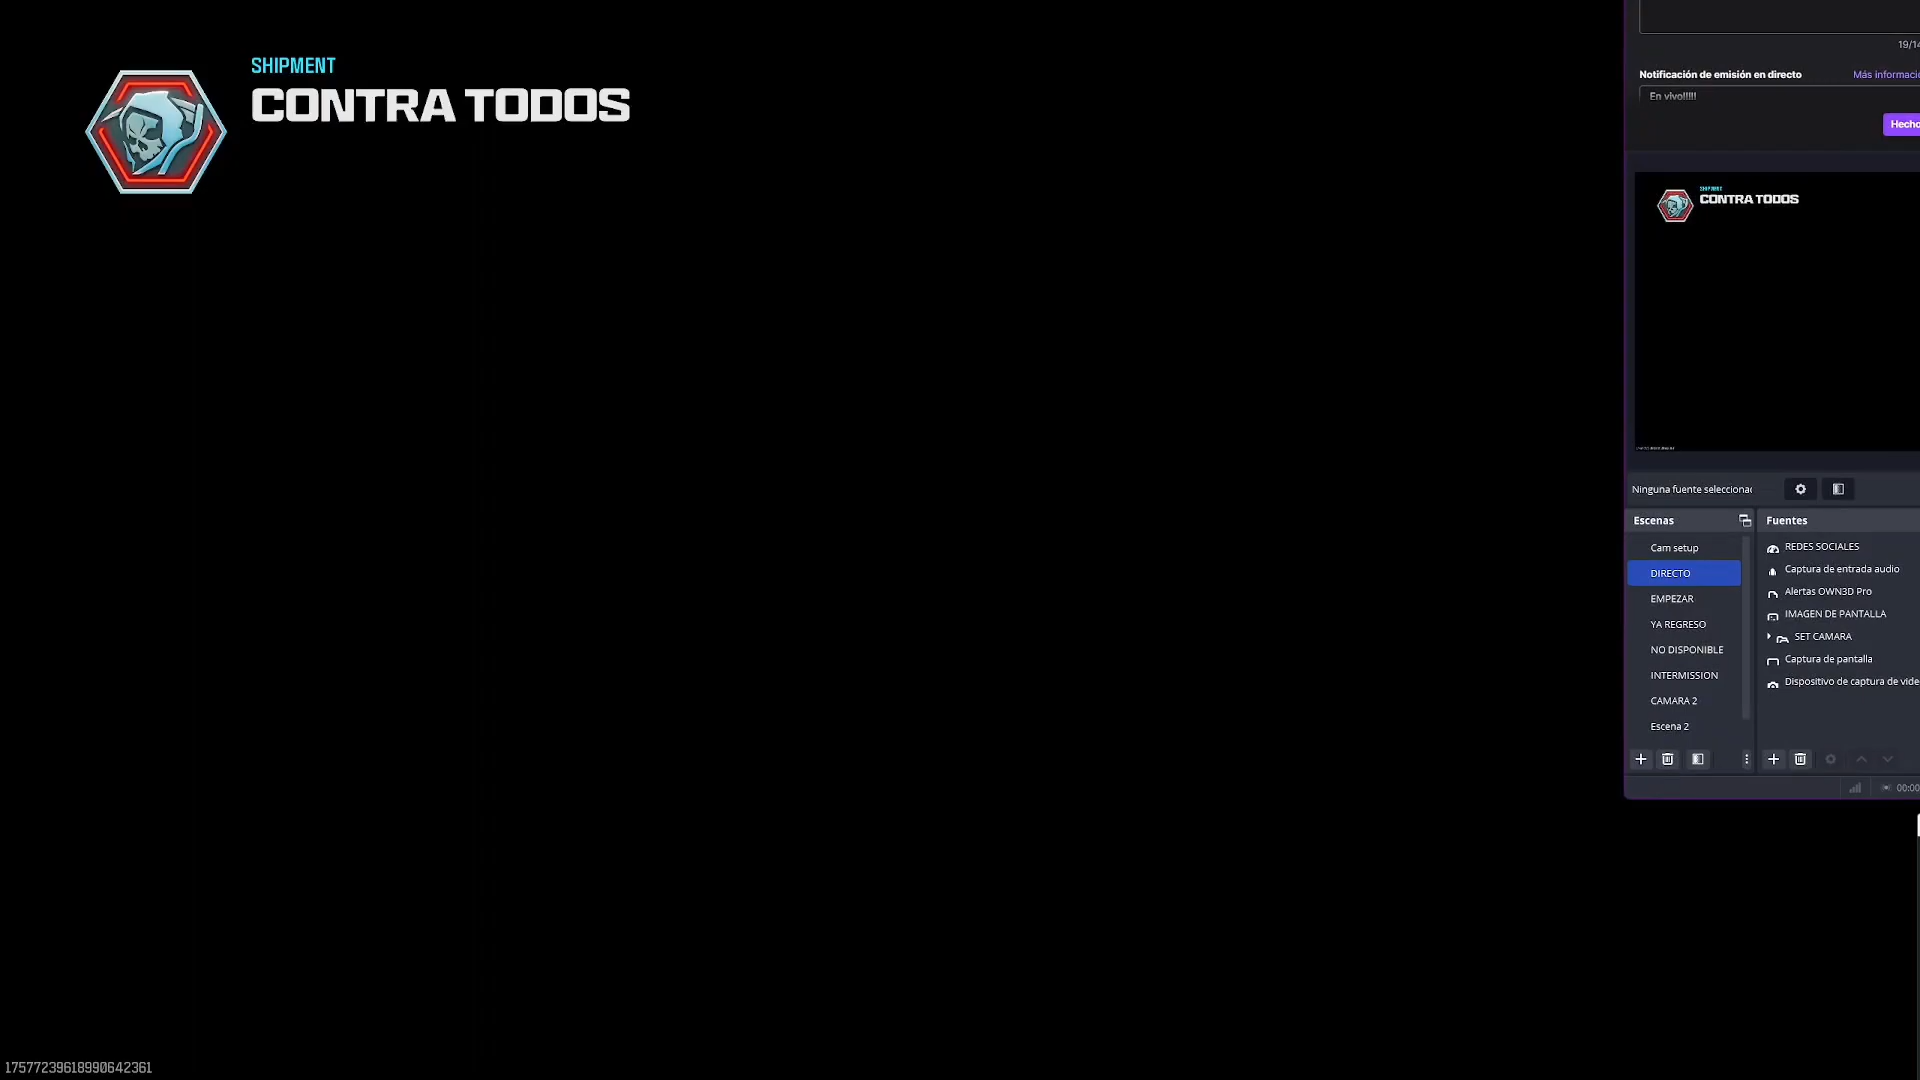 SHIPMENT
CONTRA TODOS
19/14
Notificación de emisión en directo
Más informació
En vivo!!!!!
Hecho
SHIPMENT
CONTRA TODOS
Ninguna fuente seleccionad
Escenas
Fuentes
Cam setup
DIRECTO
EMPEZAR
YA REGRESO
NO DISPONIBLE
INTERMISSION
CAMARA 2
Escena 2
REDES SOCIALES
Captura de entrada audio
Alertas OWN3D Pro
IMAGEN DE PANTALLA
SET CAMARA
Captura de pantalla
Dispositivo de captura de vide
00:00
17577239618990642361